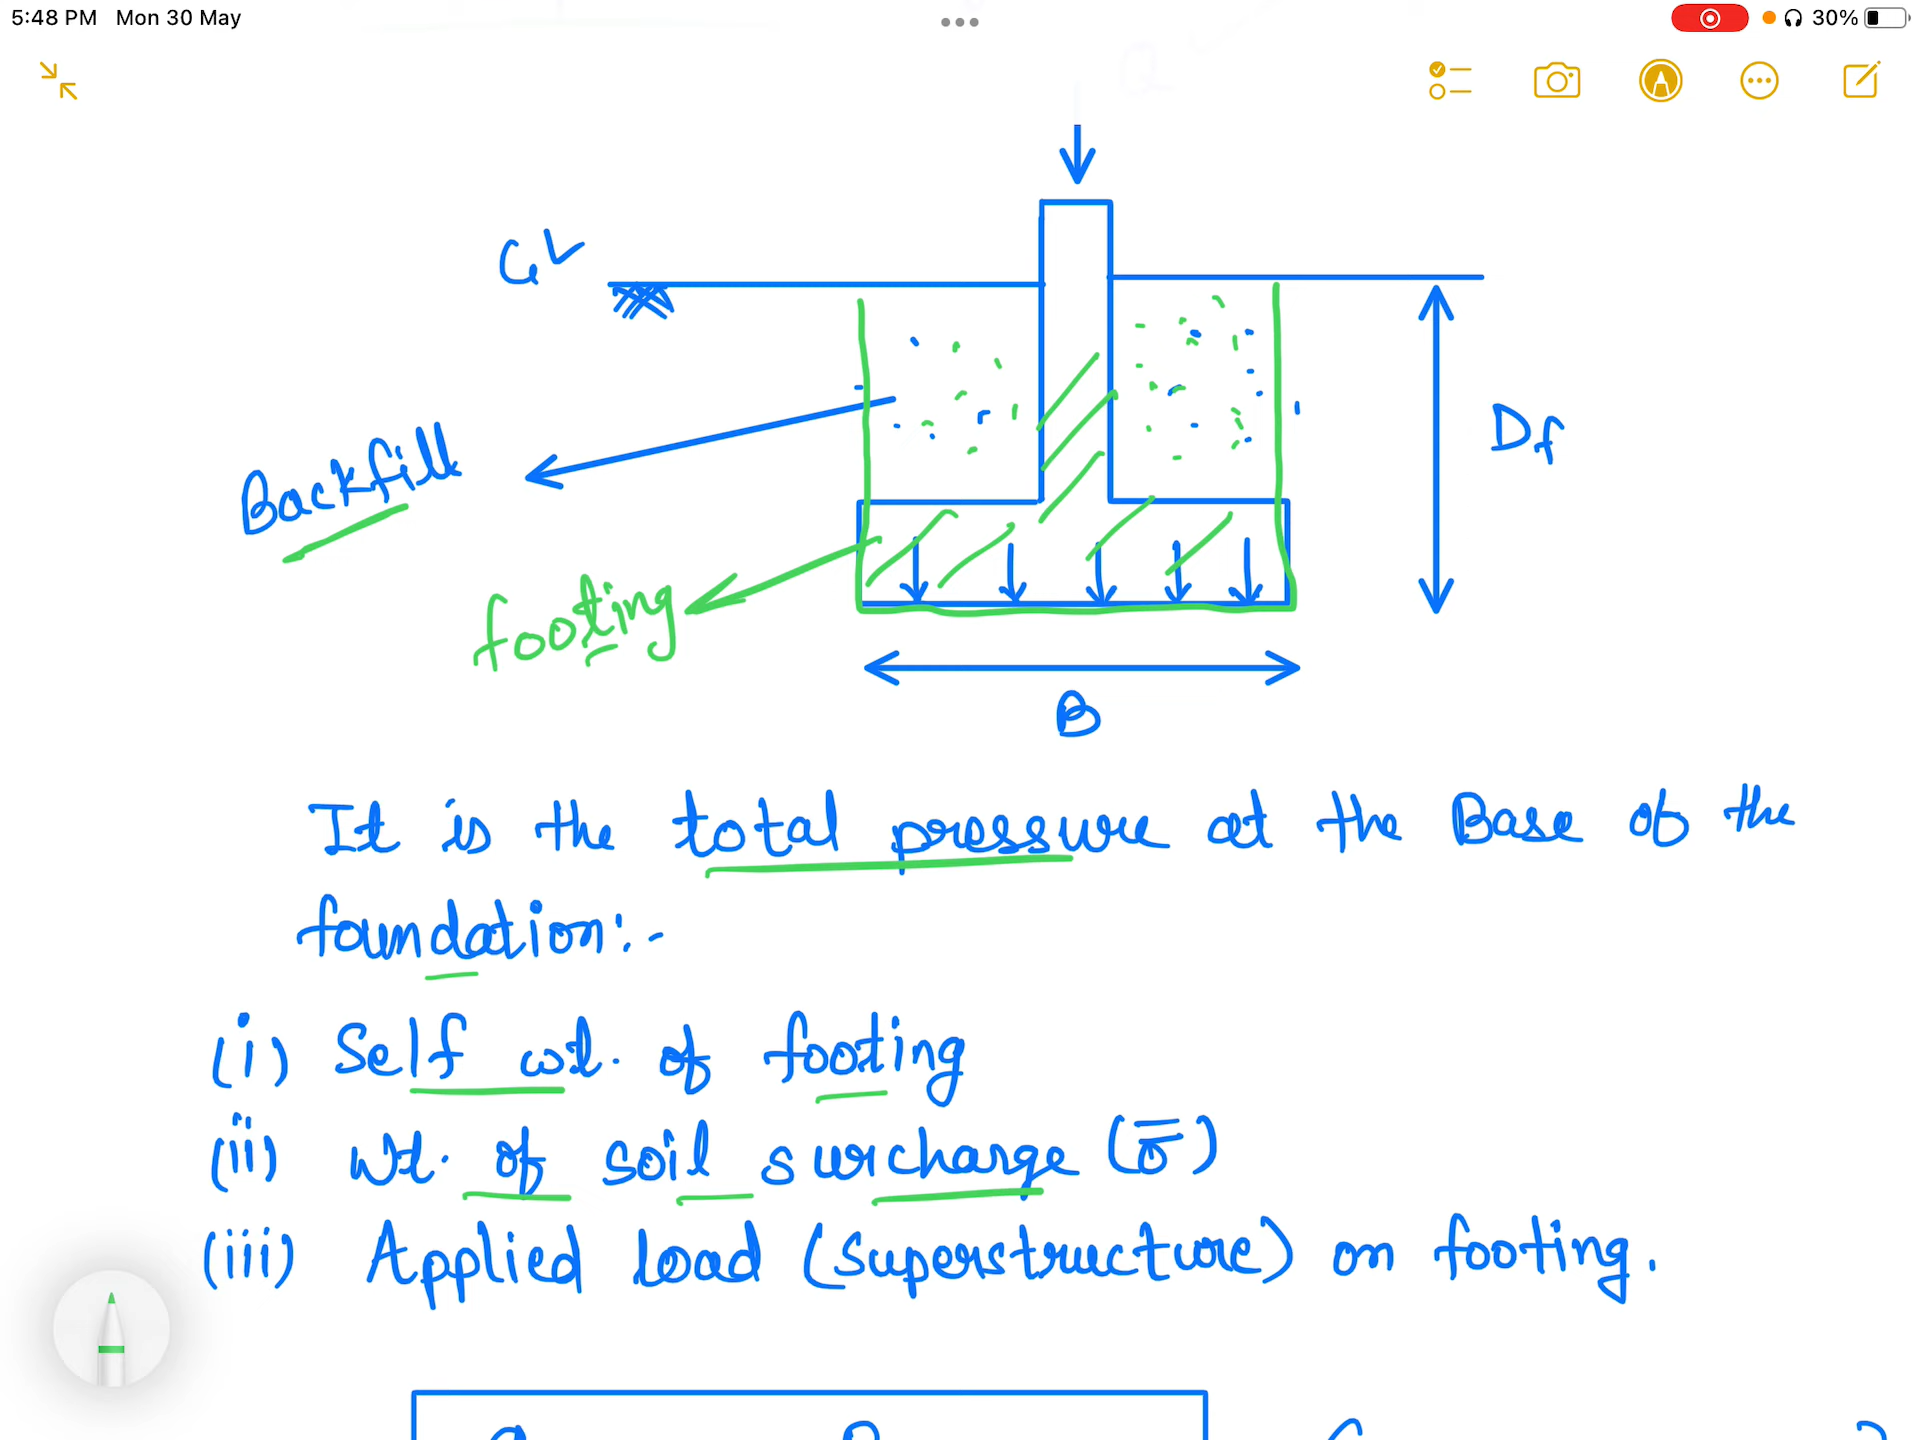 5:48 PM Mon 30 May
30%
GL
Backfill
Df
footing
B
It is the total pressure at the Base of the
foundation:-
(i) Self wt. of footing
(ii) Wt. of soil surcharge (σ̄)
(iii) Applied load (superstructure) on footing.